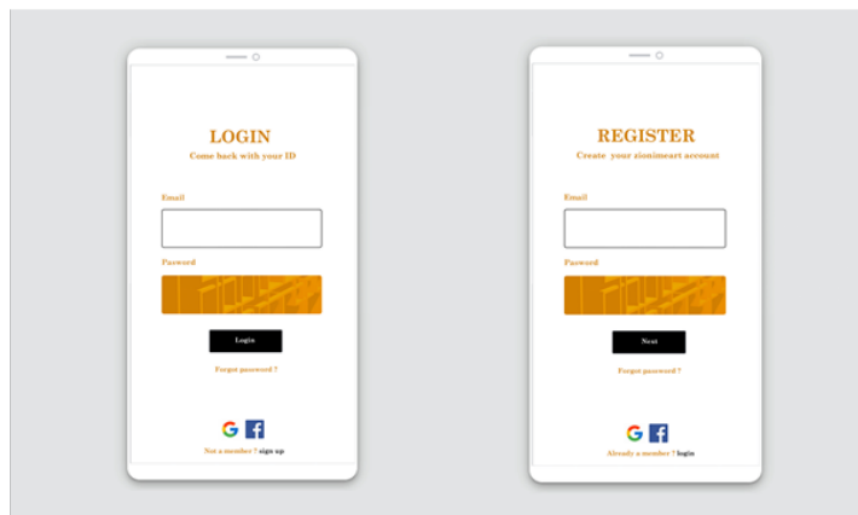 LOGIN
Come back with your ID
Email
Pasword
Login
Forgot password ?
Not a member ? sign up
REGISTER
Create your zionimeart account
Email
Pasword
Next
Forgot password ?
Already a member ? login